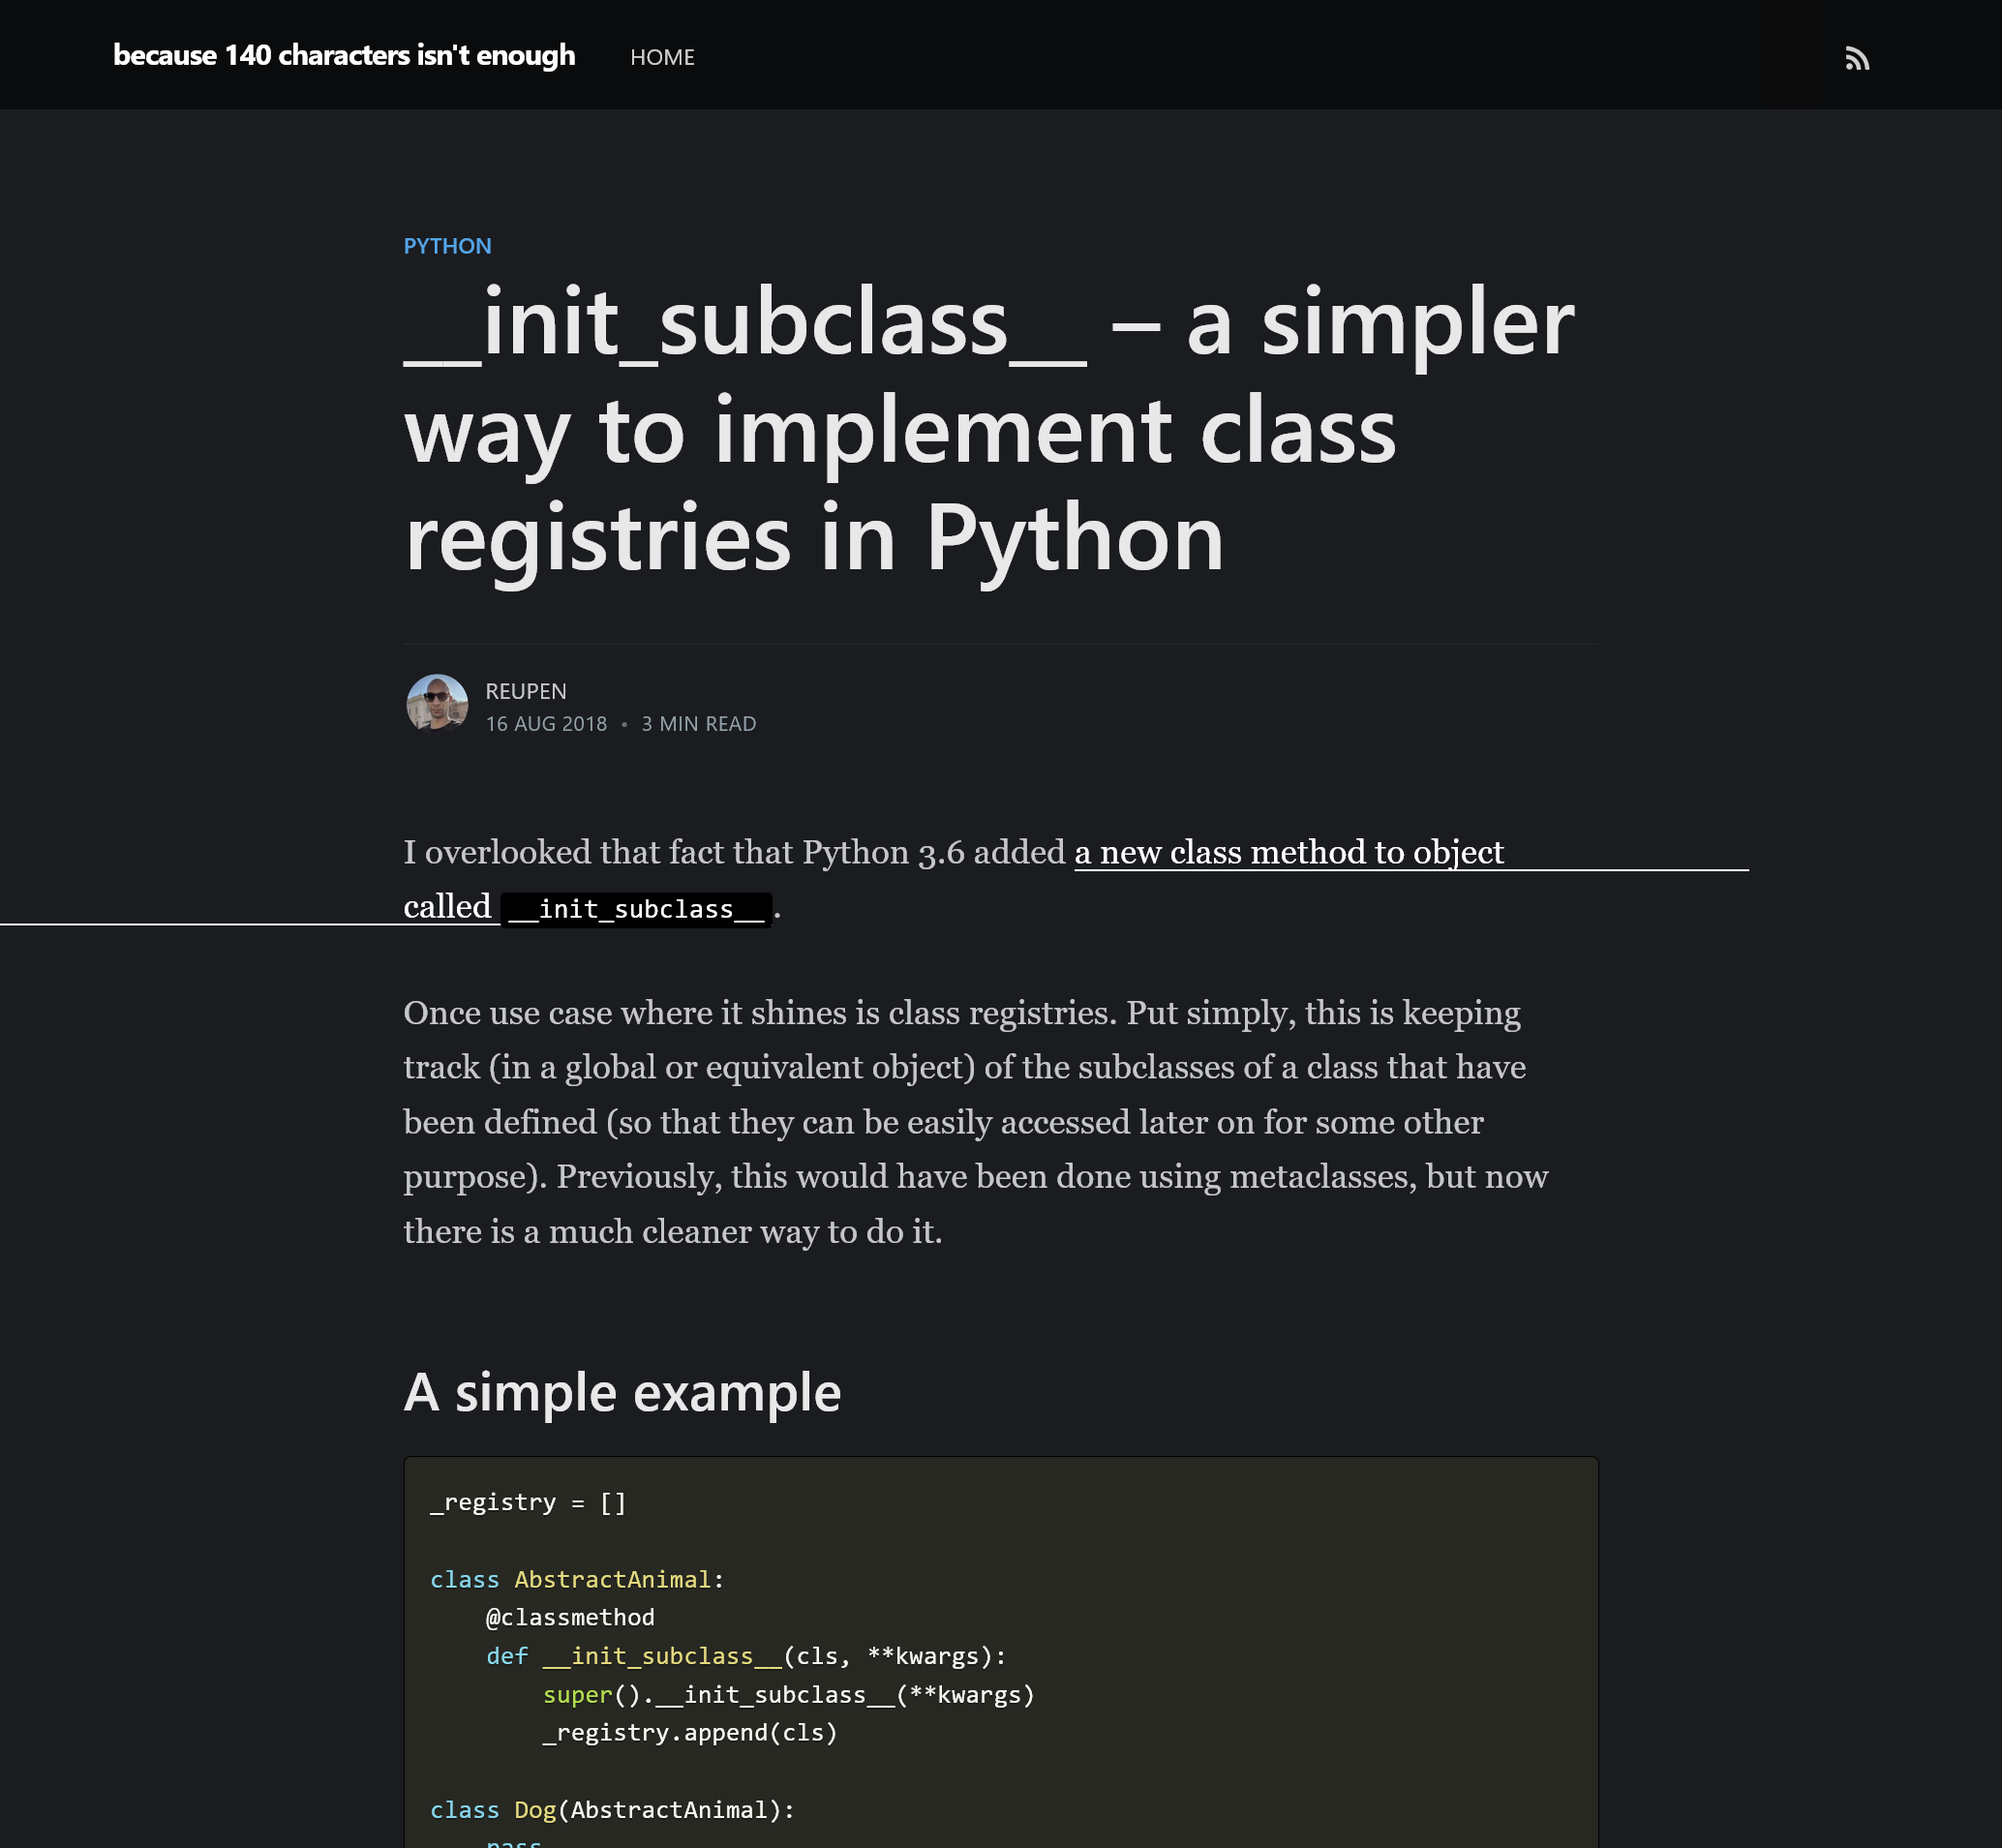 because 140 characters isn't enough HOME
PYTHON
__init_subclass__ – a simpler
way to implement class
registries in Python
REUPEN
16 AUG 2018 • 3 MIN READ
I overlooked that fact that Python 3.6 added a new class method to object
called __init_subclass__.
Once use case where it shines is class registries. Put simply, this is keeping
track (in a global or equivalent object) of the subclasses of a class that have
been defined (so that they can be easily accessed later on for some other
purpose). Previously, this would have been done using metaclasses, but now
there is a much cleaner way to do it.
A simple example
_registry = []
class AbstractAnimal:
    @classmethod
    def __init_subclass__(cls, **kwargs):
        super().__init_subclass__(**kwargs)
        _registry.append(cls)
class Dog(AbstractAnimal):
    pass